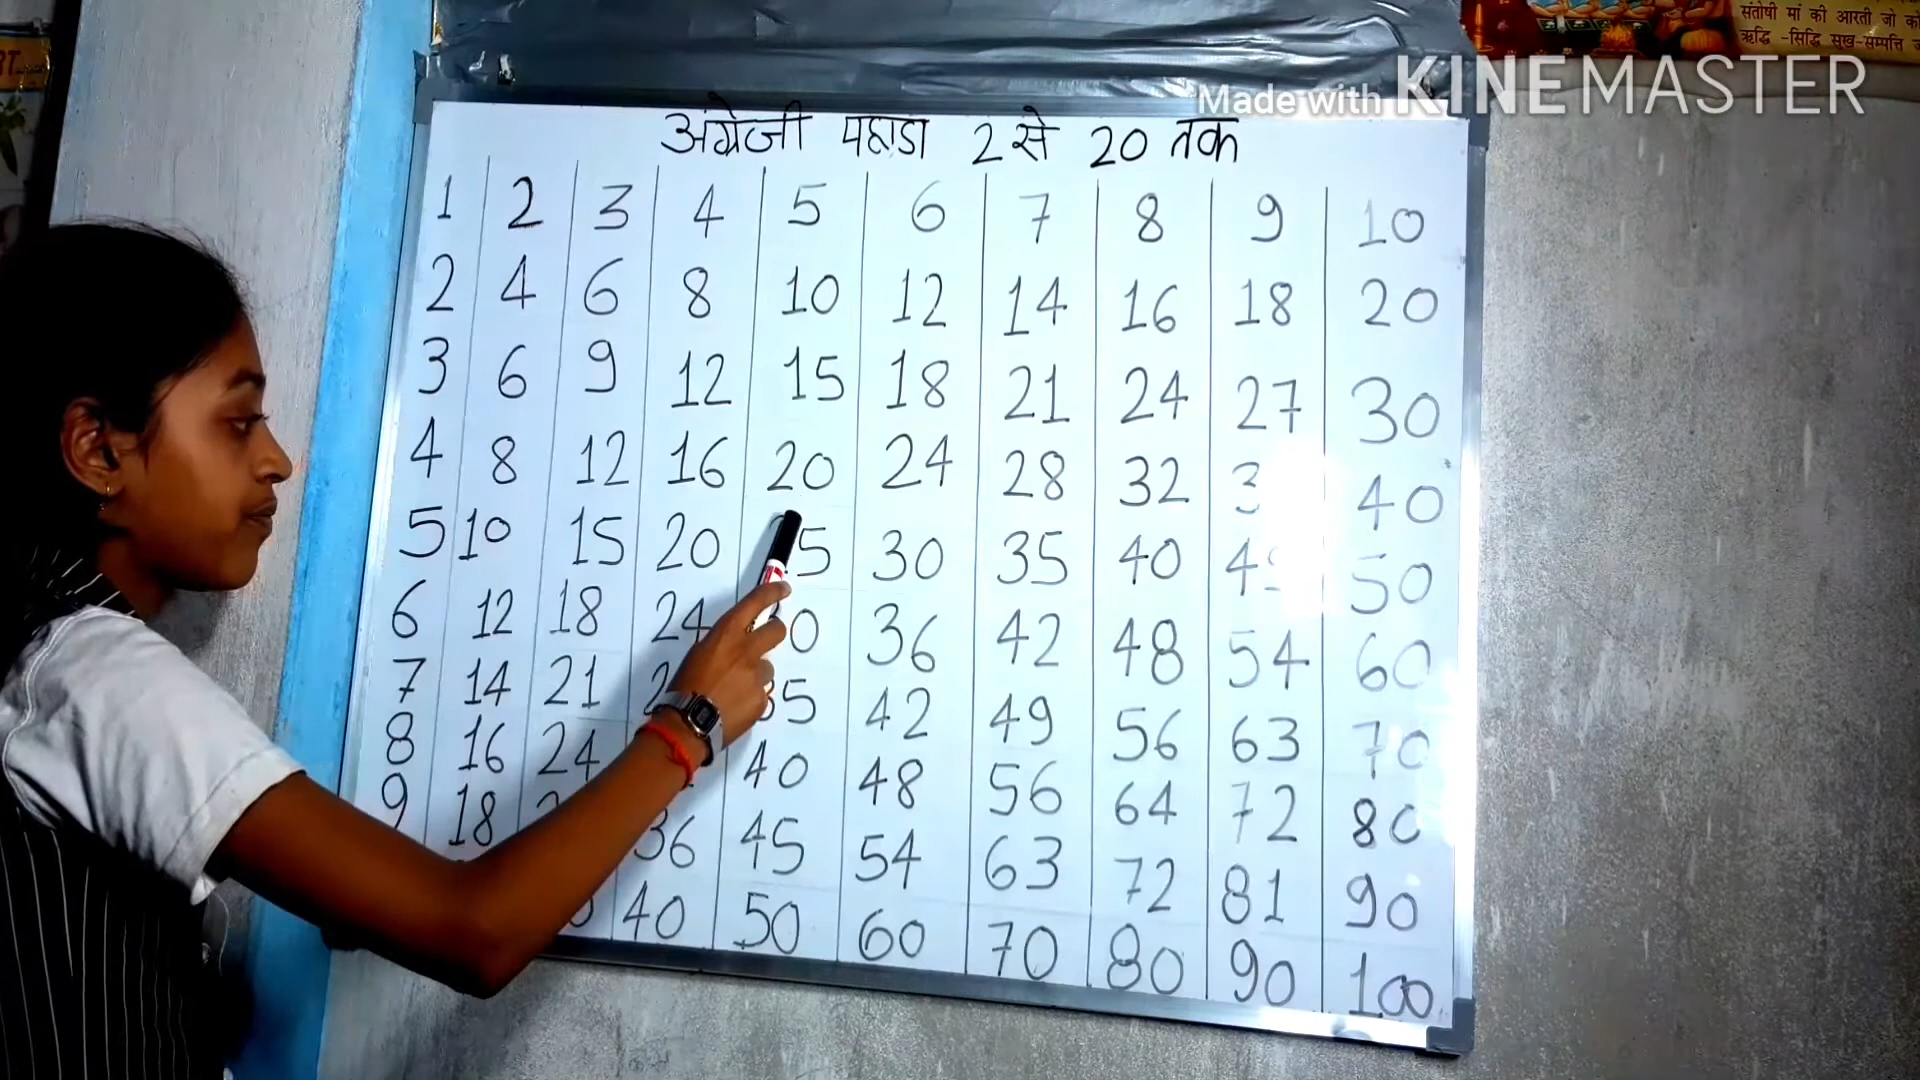 संतोषी मां की आरती जो
ऋद्धि -सिद्धि सुख-सम्पत्ति
Made with KINEMASTER
अंग्रेजी पहाडा 2 से 20 तक
1 2 3 4 5 6 7 8 9 10
2 4 6 8 10 12 14 16 18 20
3 6 9 12 15 18 21 24 27 30
4 8 12 16 20 24 28 32 40
5 10 15 20 30 35 40 50
6 12 18 24 36 42 48 54 60
7 14 21 42 49 56 63 70
8 16 24 40 48 56 63 72 80
9 18 36 45 54 63 72 81 90
40 50 60 70 80 90 100